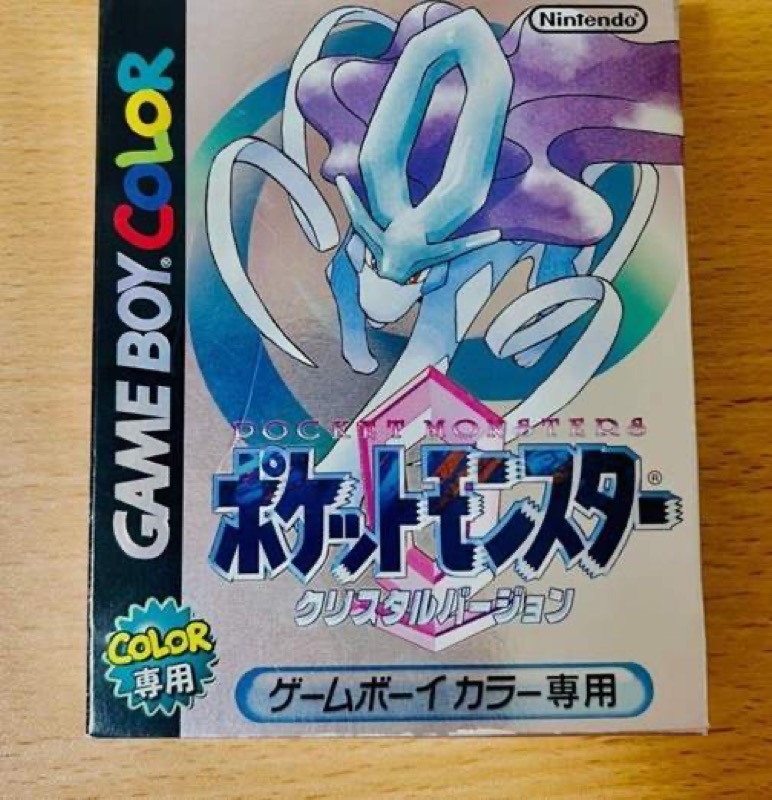 Nintendo®
GAME BOY® COLOR
POCKET MONSTERS
ポケットモンスター®
クリスタルバージョン
COLOR
専用
ゲームボーイ カラー専用